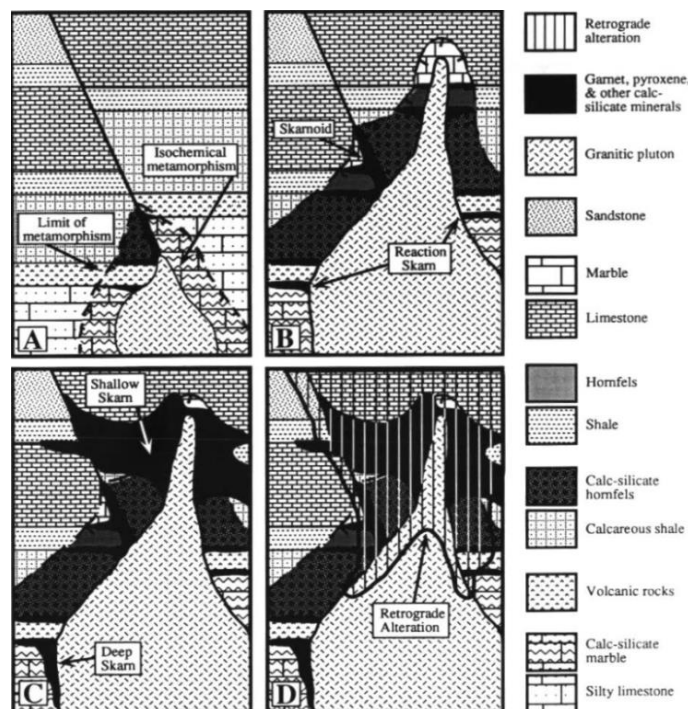 Isochemical
metamorphism
Limit of
metamorphism
A
Skarnoid
Reaction
Skarn
B
Shallow
Skarn
Deep
Skarn
C
Retrograde
Alteration
D
Retrograde
alteration
Garnet, pyroxene,
& other calc-
silicate minerals
Granitic pluton
Sandstone
Marble
Limestone
Hornfels
Shale
Calc-silicate
hornfels
Calcareous shale
Volcanic rocks
Calc-silicate
marble
Silty limestone